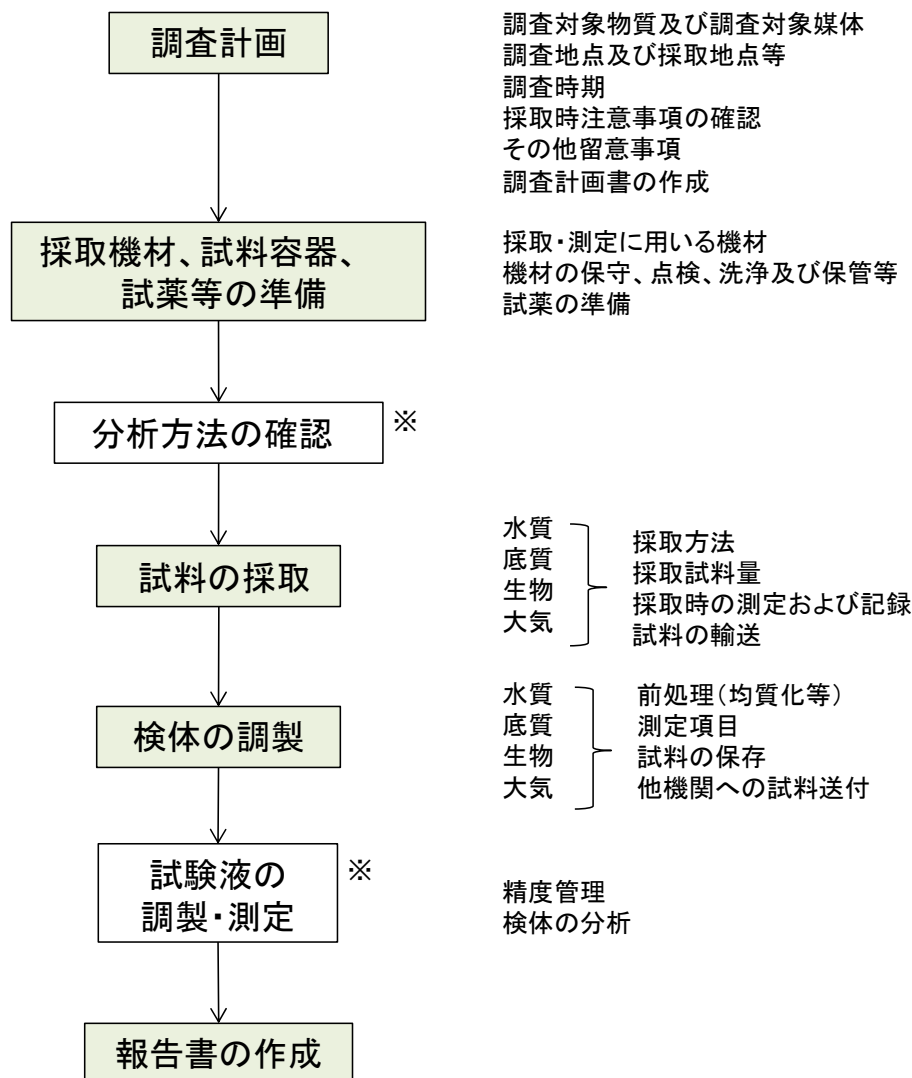 調査計画
調査対象物質及び調査対象媒体
調査地点及び採取地点等
調査時期
採取時注意事項の確認
その他留意事項
調査計画書の作成
採取機材、試料容器、
試薬等の準備
採取・測定に用いる機材
機材の保守、点検、洗浄及び保管等
試薬の準備
分析方法の確認
※
試料の採取
水質
底質
生物
大気
採取方法
採取試料量
採取時の測定および記録
試料の輸送
検体の調製
水質
底質
生物
大気
前処理(均質化等)
測定項目
試料の保存
他機関への試料送付
試験液の
調製・測定
※
精度管理
検体の分析
報告書の作成